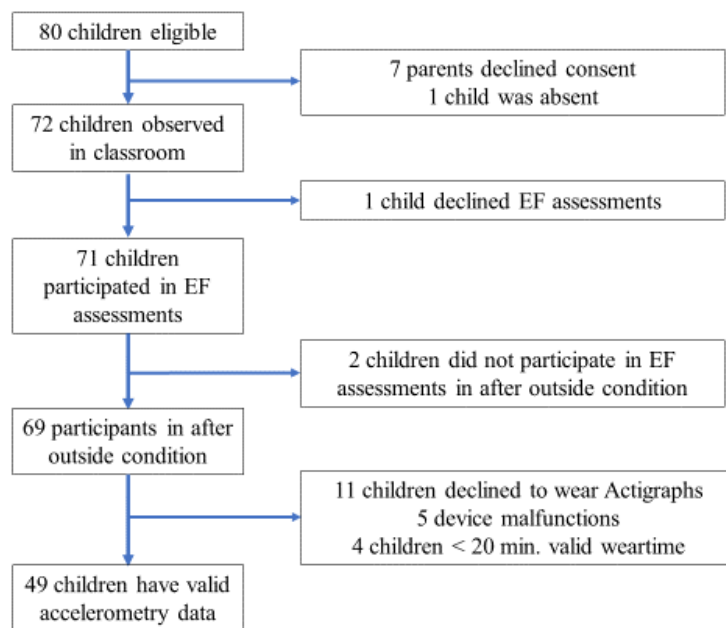 80 children eligible
7 parents declined consent
1 child was absent
72 children observed
in classroom
1 child declined EF assessments
71 children
participated in EF
assessments
2 children did not participate in EF
assessments in after outside condition
69 participants in after
outside condition
11 children declined to wear Actigraphs
5 device malfunctions
4 children < 20 min. valid weartime
49 children have valid
accelerometry data